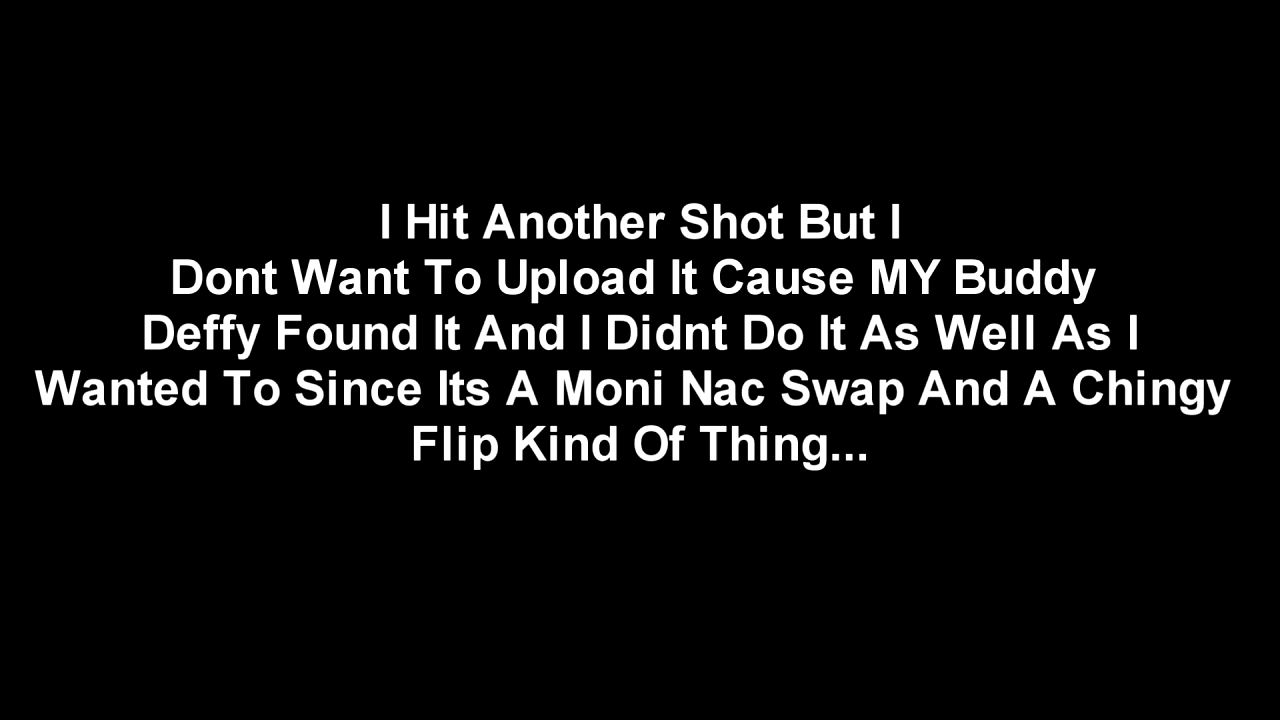 I Hit Another Shot But I
Dont Want To Upload It Cause MY Buddy
Deffy Found It And I Didnt Do It As Well As I
Wanted To Since Its A Moni Nac Swap And A Chingy
Flip Kind Of Thing...